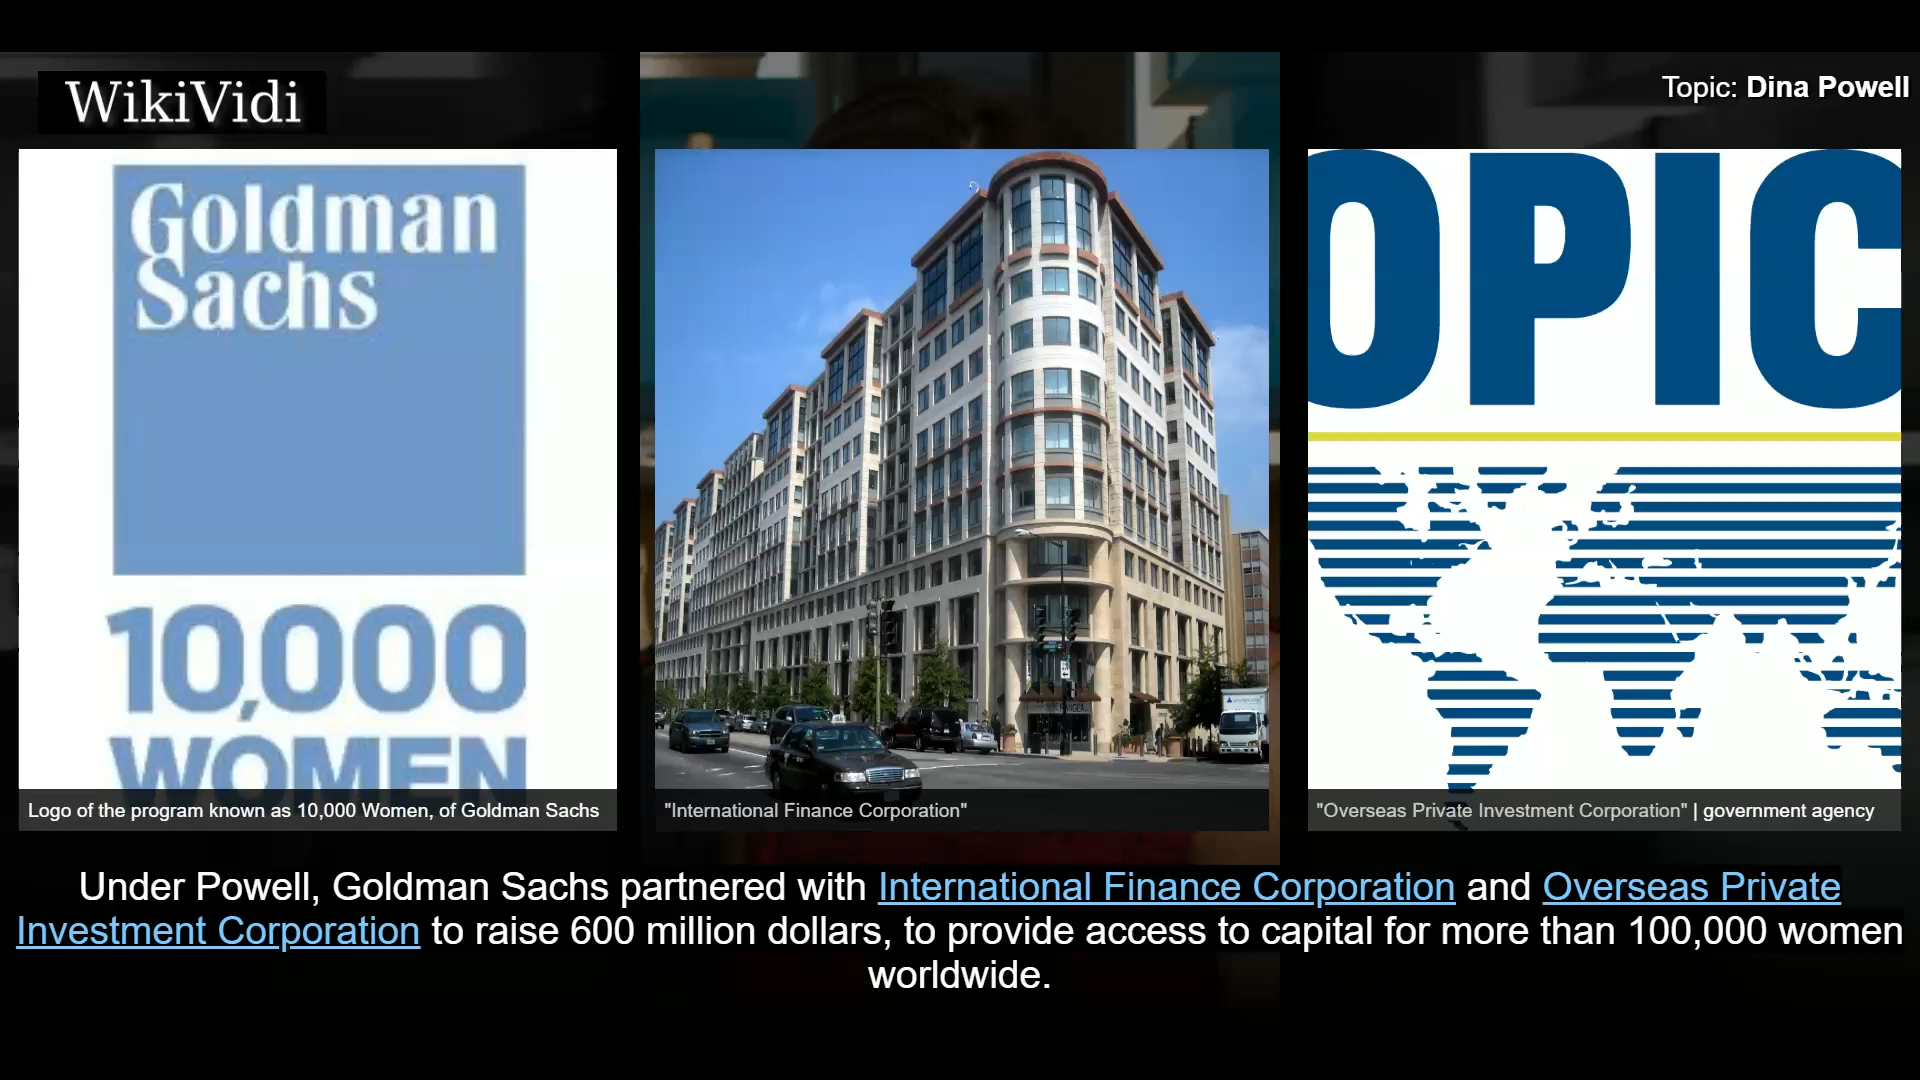 WikiVidi
Topic: Dina Powell
Goldman
Sachs
10,000
WOMEN
Logo of the program known as 10,000 Women, of Goldman Sachs
"International Finance Corporation"
OPIC
"Overseas Private Investment Corporation" | government agency
Under Powell, Goldman Sachs partnered with International Finance Corporation and Overseas Private
Investment Corporation to raise 600 million dollars, to provide access to capital for more than 100,000 women
worldwide.